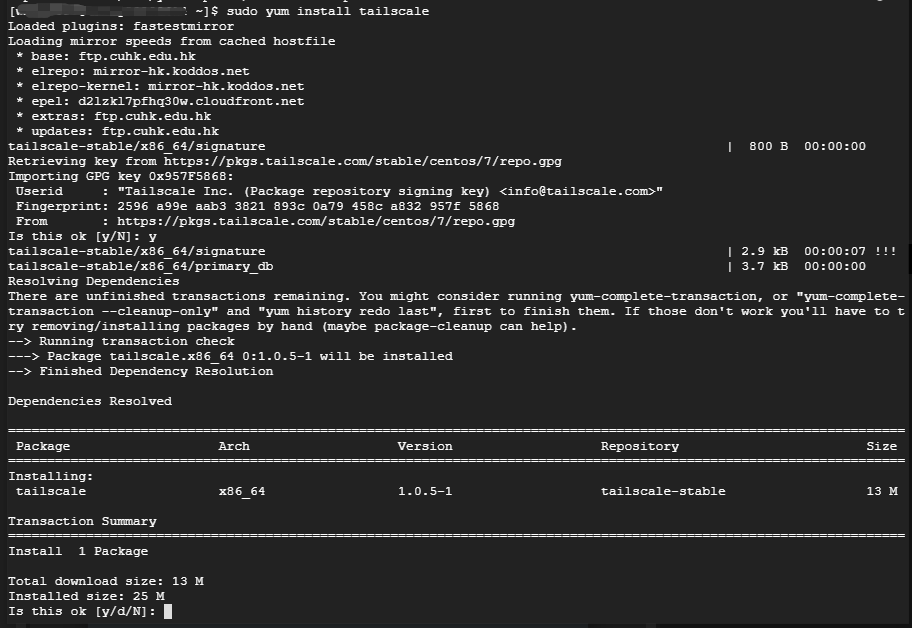 ~]$ sudo yum install tailscale
Loaded plugins: fastestmirror
Loading mirror speeds from cached hostfile
 * base: ftp.cuhk.edu.hk
 * elrepo: mirror-hk.koddos.net
 * elrepo-kernel: mirror-hk.koddos.net
 * epel: d2lzkl7pfhq30w.cloudfront.net
 * extras: ftp.cuhk.edu.hk
 * updates: ftp.cuhk.edu.hk
tailscale-stable/x86_64/signature | 800 B 00:00:00
Retrieving key from https://pkgs.tailscale.com/stable/centos/7/repo.gpg
Importing GPG key 0x957F5868:
 Userid     : "Tailscale Inc. (Package repository signing key) <info@tailscale.com>"
 Fingerprint: 2596 a99e aab3 3821 893c 0a79 458c a832 957f 5868
 From       : https://pkgs.tailscale.com/stable/centos/7/repo.gpg
Is this ok [y/N]: y
tailscale-stable/x86_64/signature | 2.9 kB 00:00:07 !!!
tailscale-stable/x86_64/primary_db | 3.7 kB 00:00:00
Resolving Dependencies
There are unfinished transactions remaining. You might consider running yum-complete-transaction, or "yum-complete-
transaction --cleanup-only" and "yum history redo last", first to finish them. If those don't work you'll have to t
ry removing/installing packages by hand (maybe package-cleanup can help).
--> Running transaction check
---> Package tailscale.x86_64 0:1.0.5-1 will be installed
--> Finished Dependency Resolution
Dependencies Resolved
Package Arch Version Repository Size
Installing:
 tailscale x86_64 1.0.5-1 tailscale-stable 13 M
Transaction Summary
Install  1 Package
Total download size: 13 M
Installed size: 25 M
Is this ok [y/d/N]: